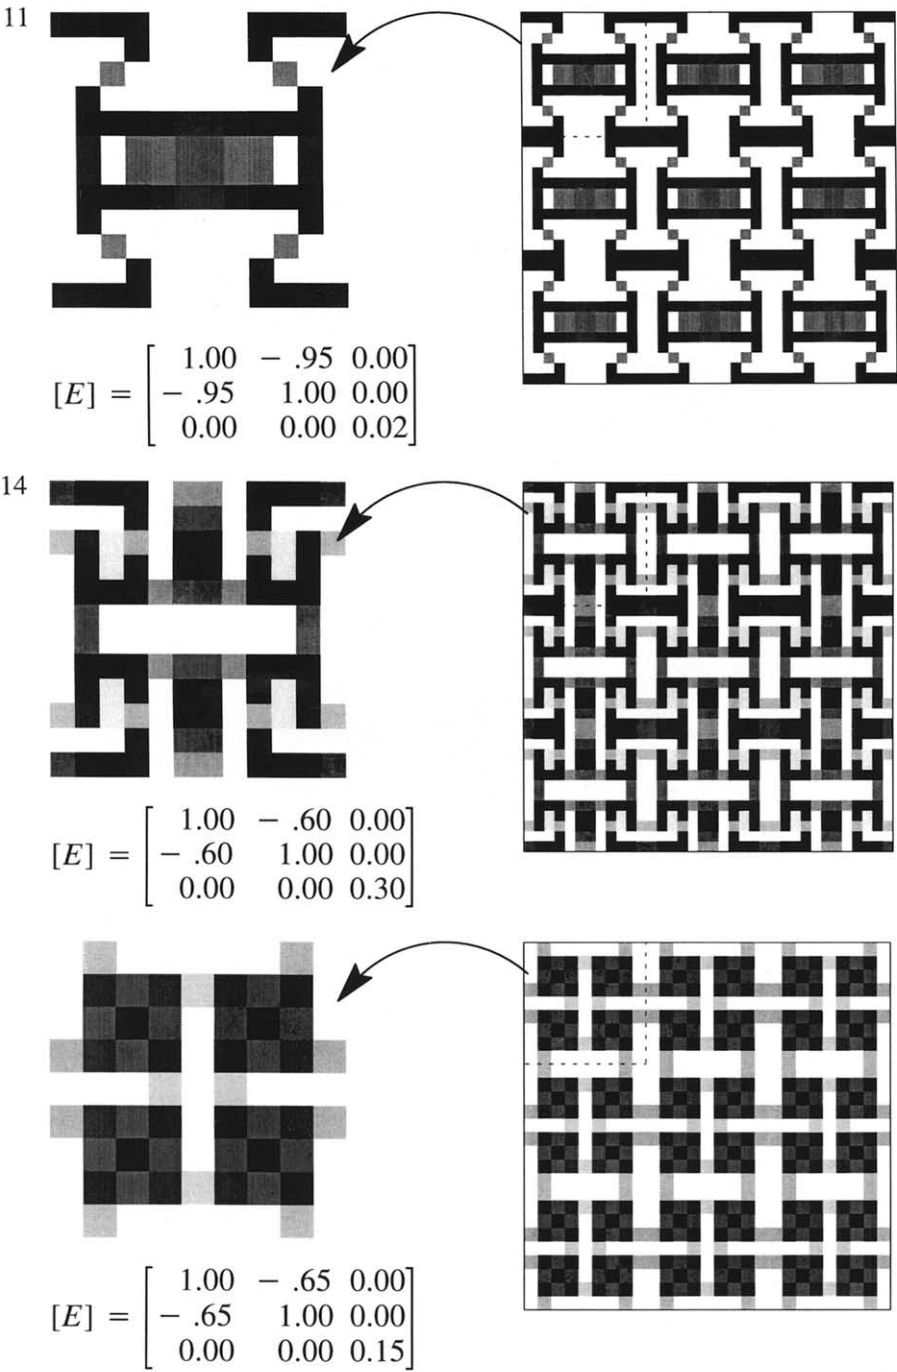 11
1.00 − .95 0.00
[E] = − .95 1.00 0.00
0.00 0.00 0.02
14
1.00 − .60 0.00
[E] = − .60 1.00 0.00
0.00 0.00 0.30
1.00 − .65 0.00
[E] = − .65 1.00 0.00
0.00 0.00 0.15